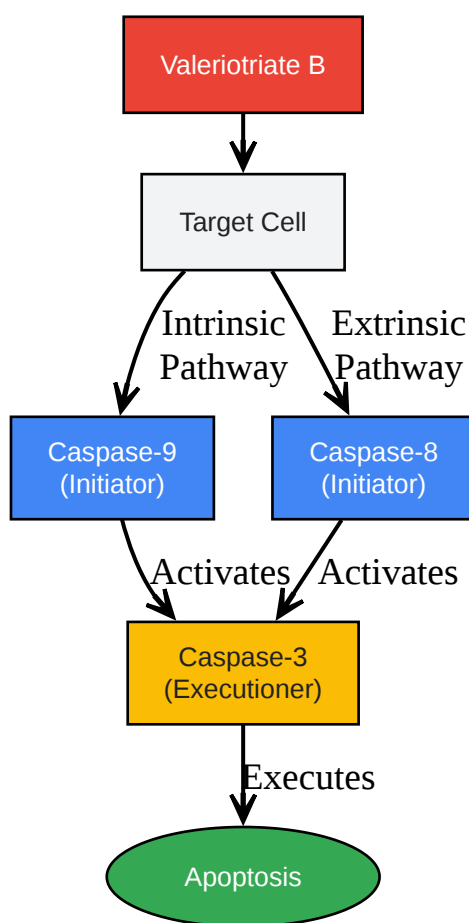 Valeriotriate B
Target Cell
Intrinsic
Pathway
Extrinsic
Pathway
Caspase-9
(Initiator)
Caspase-8
(Initiator)
Activates
Activates
Caspase-3
(Executioner)
Executes
Apoptosis